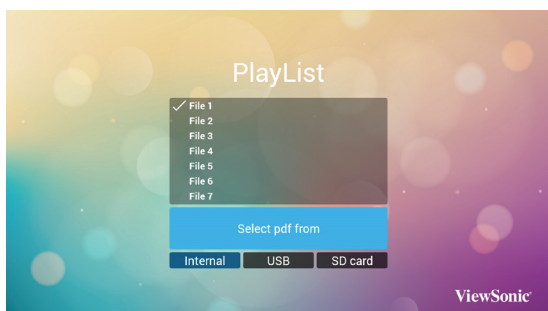 PlayList
File 1
File 2
File 3
File 4
File 5
File 6
File 7
Select pdf from
Internal USB SD card
ViewSonic